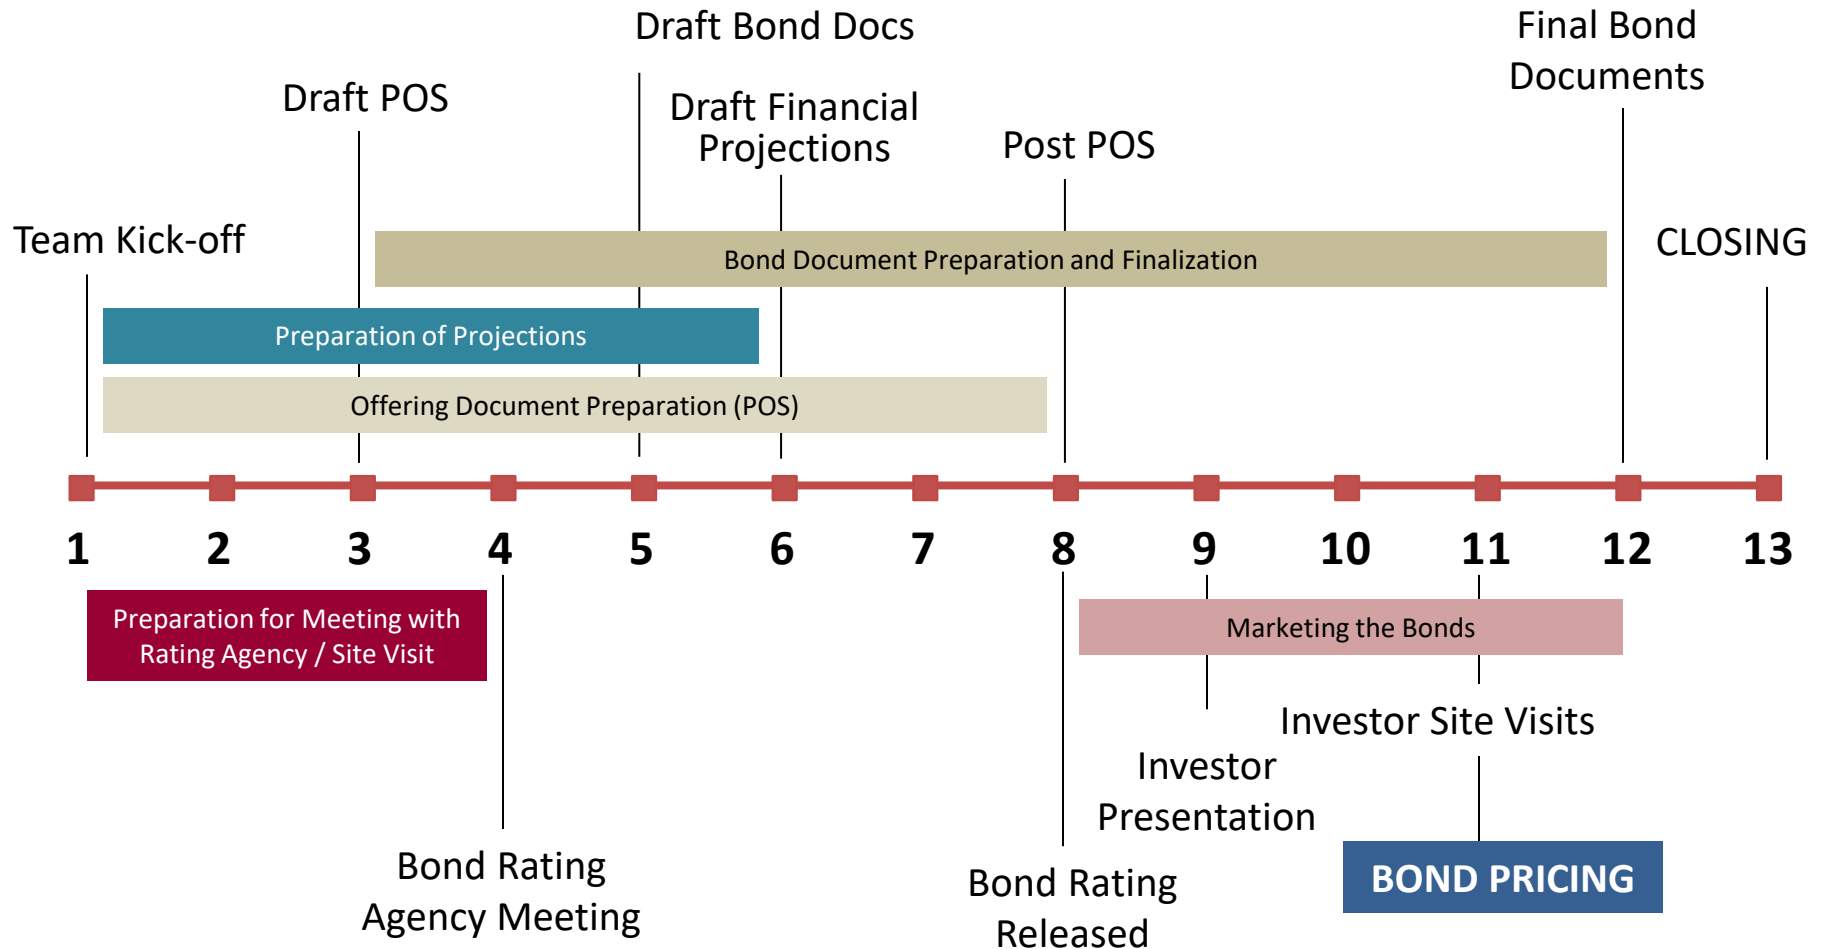 Draft Bond Docs
Final Bond
Documents
Draft POS
Draft Financial
Projections
Post POS
Team Kick-off
CLOSING
Bond Document Preparation and Finalization
Preparation of Projections
Offering Document Preparation (POS)
1 2 3 4 5 6 7 8 9 10 11 12 13
Preparation for Meeting with
Rating Agency / Site Visit
Marketing the Bonds
Investor Site Visits
Investor
Presentation
Bond Rating
Agency Meeting
Bond Rating
Released
BOND PRICING